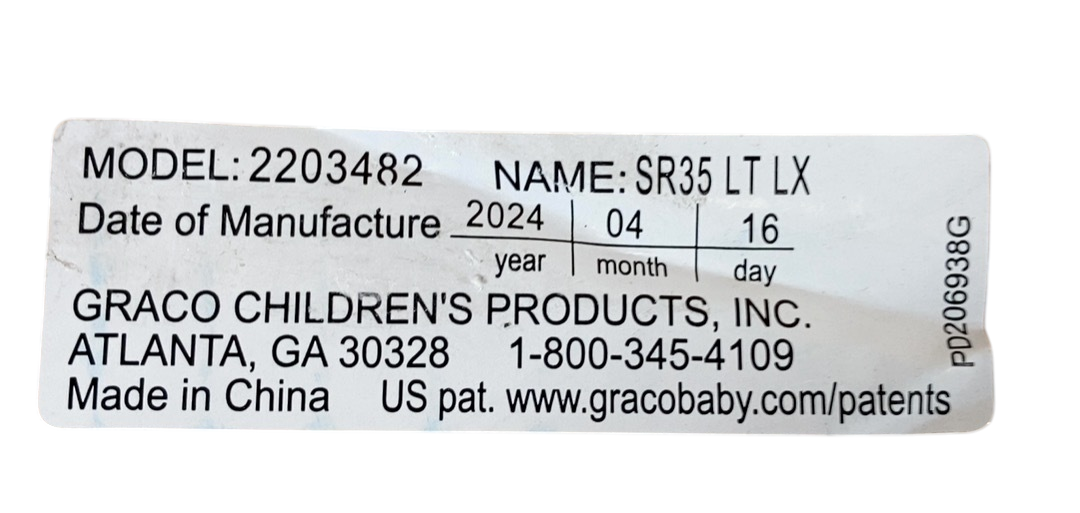 MODEL: 2203482 NAME: SR35 LT LX
Date of Manufacture 2024 04 16
year month day
GRACO CHILDREN'S PRODUCTS, INC.
ATLANTA, GA 30328 1-800-345-4109
Made in China US pat. www.gracobaby.com/patents
PD206938G